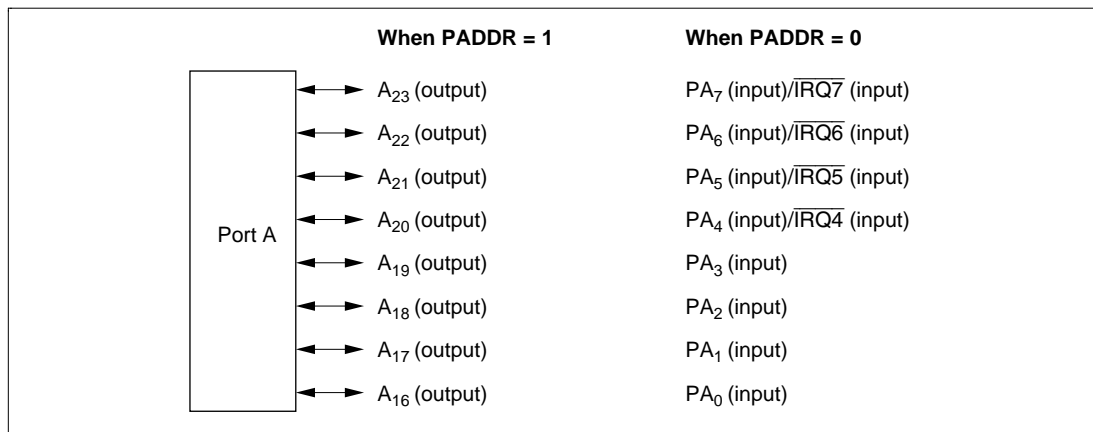 When PADDR = 1 When PADDR = 0
A23 (output) PA7 (input)/IRQ7 (input)
A22 (output) PA6 (input)/IRQ6 (input)
A21 (output) PA5 (input)/IRQ5 (input)
Port A A20 (output) PA4 (input)/IRQ4 (input)
A19 (output) PA3 (input)
A18 (output) PA2 (input)
A17 (output) PA1 (input)
A16 (output) PA0 (input)